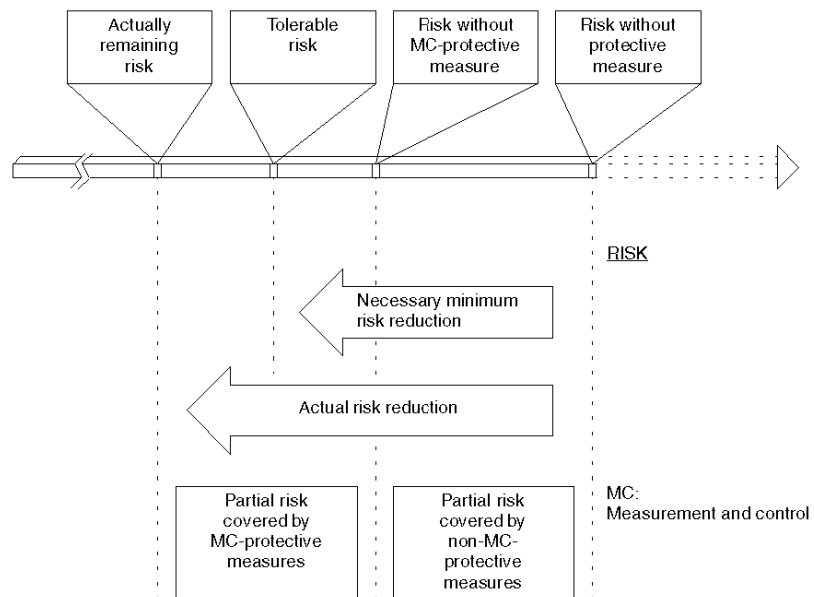 Actually
remaining
risk
Tolerable
risk
Risk without
MC-protective
measure
Risk without
protective
measure
RISK
Necessary minimum
risk reduction
Actual risk reduction
Partial risk
covered by
MC-protective
measures
Partial risk
covered by
non-MC-
protective
measures
MC:
Measurement and control